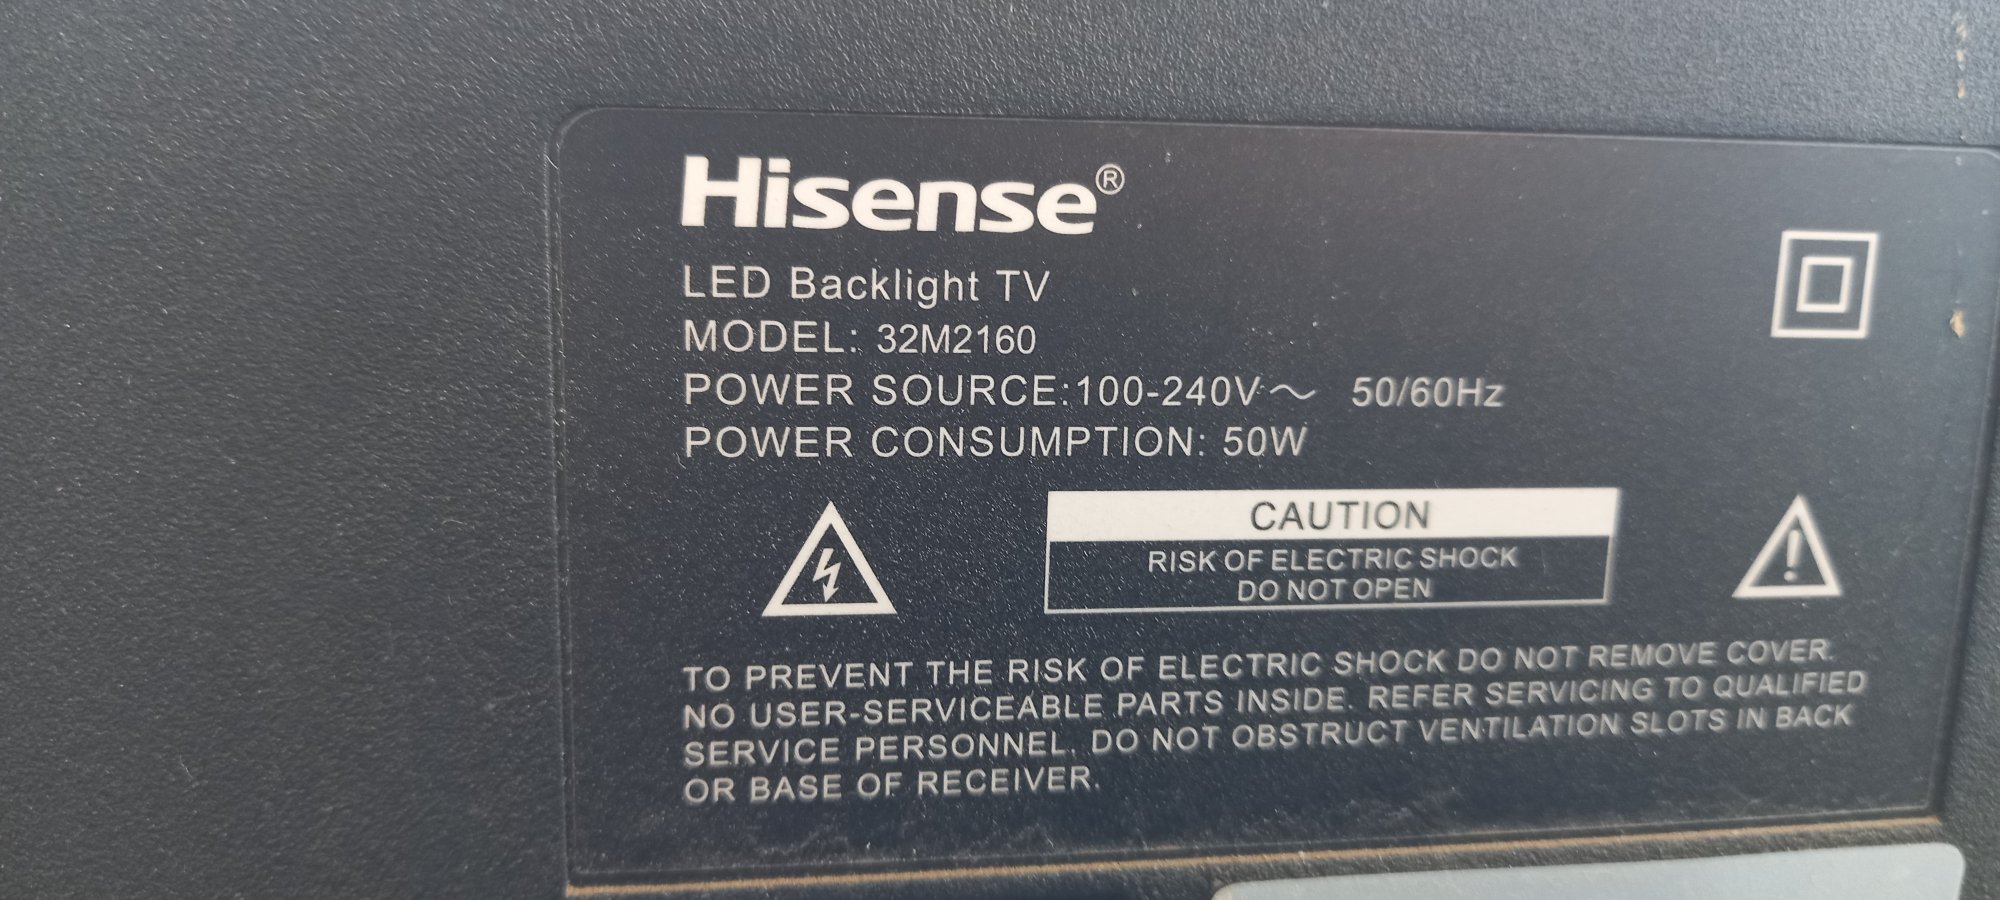 Hisense®
LED Backlight TV
MODEL: 32M2160
POWER SOURCE:100-240V～ 50/60Hz
POWER CONSUMPTION: 50W
CAUTION
RISK OF ELECTRIC SHOCK
DO NOT OPEN
TO PREVENT THE RISK OF ELECTRIC SHOCK DO NOT REMOVE COVER.
NO USER-SERVICEABLE PARTS INSIDE. REFER SERVICING TO QUALIFIED
SERVICE PERSONNEL. DO NOT OBSTRUCT VENTILATION SLOTS IN BACK
OR BASE OF RECEIVER.